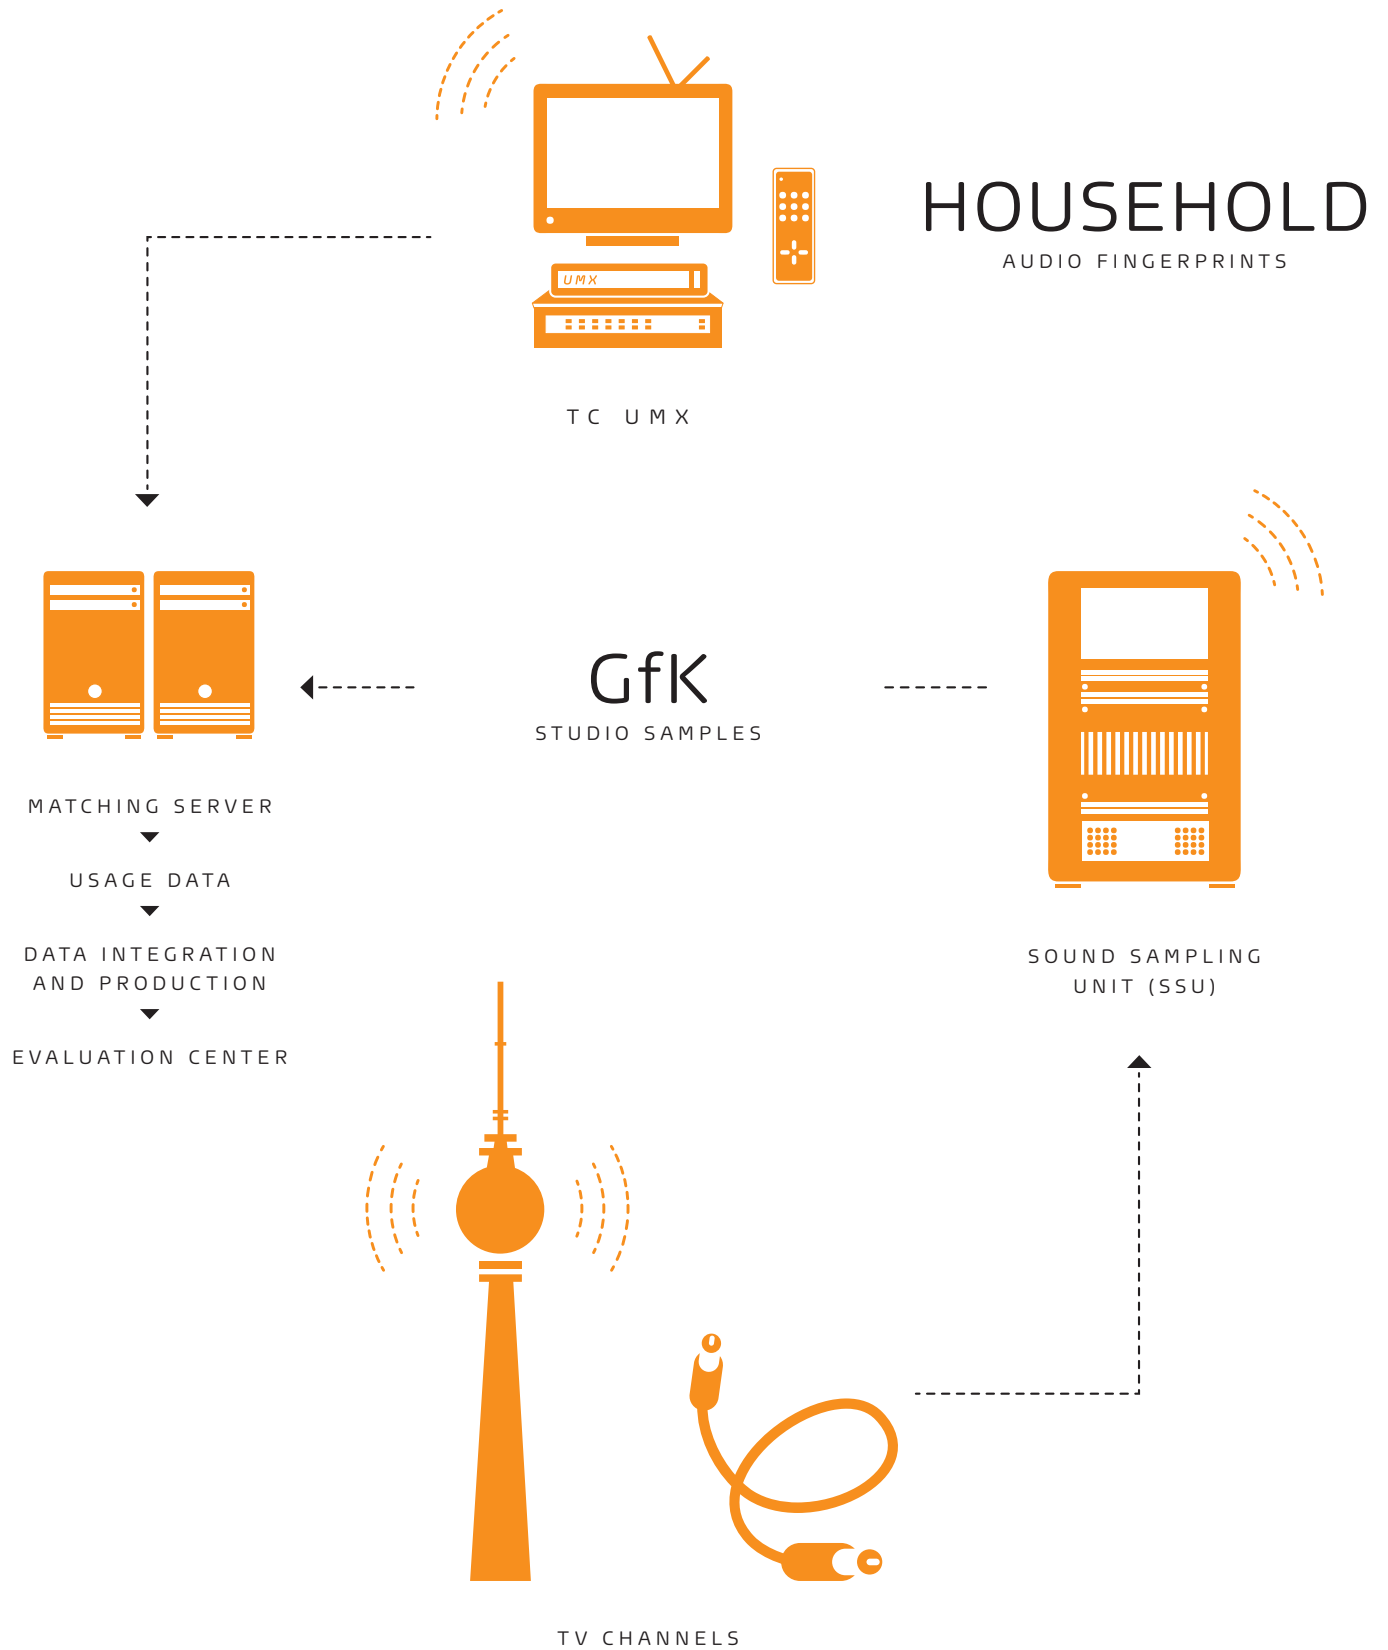 HOUSEHOLD
AUDIO FINGERPRINTS
UMX
TC UMX
GfK
STUDIO SAMPLES
MATCHING SERVER
USAGE DATA
DATA INTEGRATION
AND PRODUCTION
EVALUATION CENTER
SOUND SAMPLING
UNIT (SSU)
TV CHANNELS